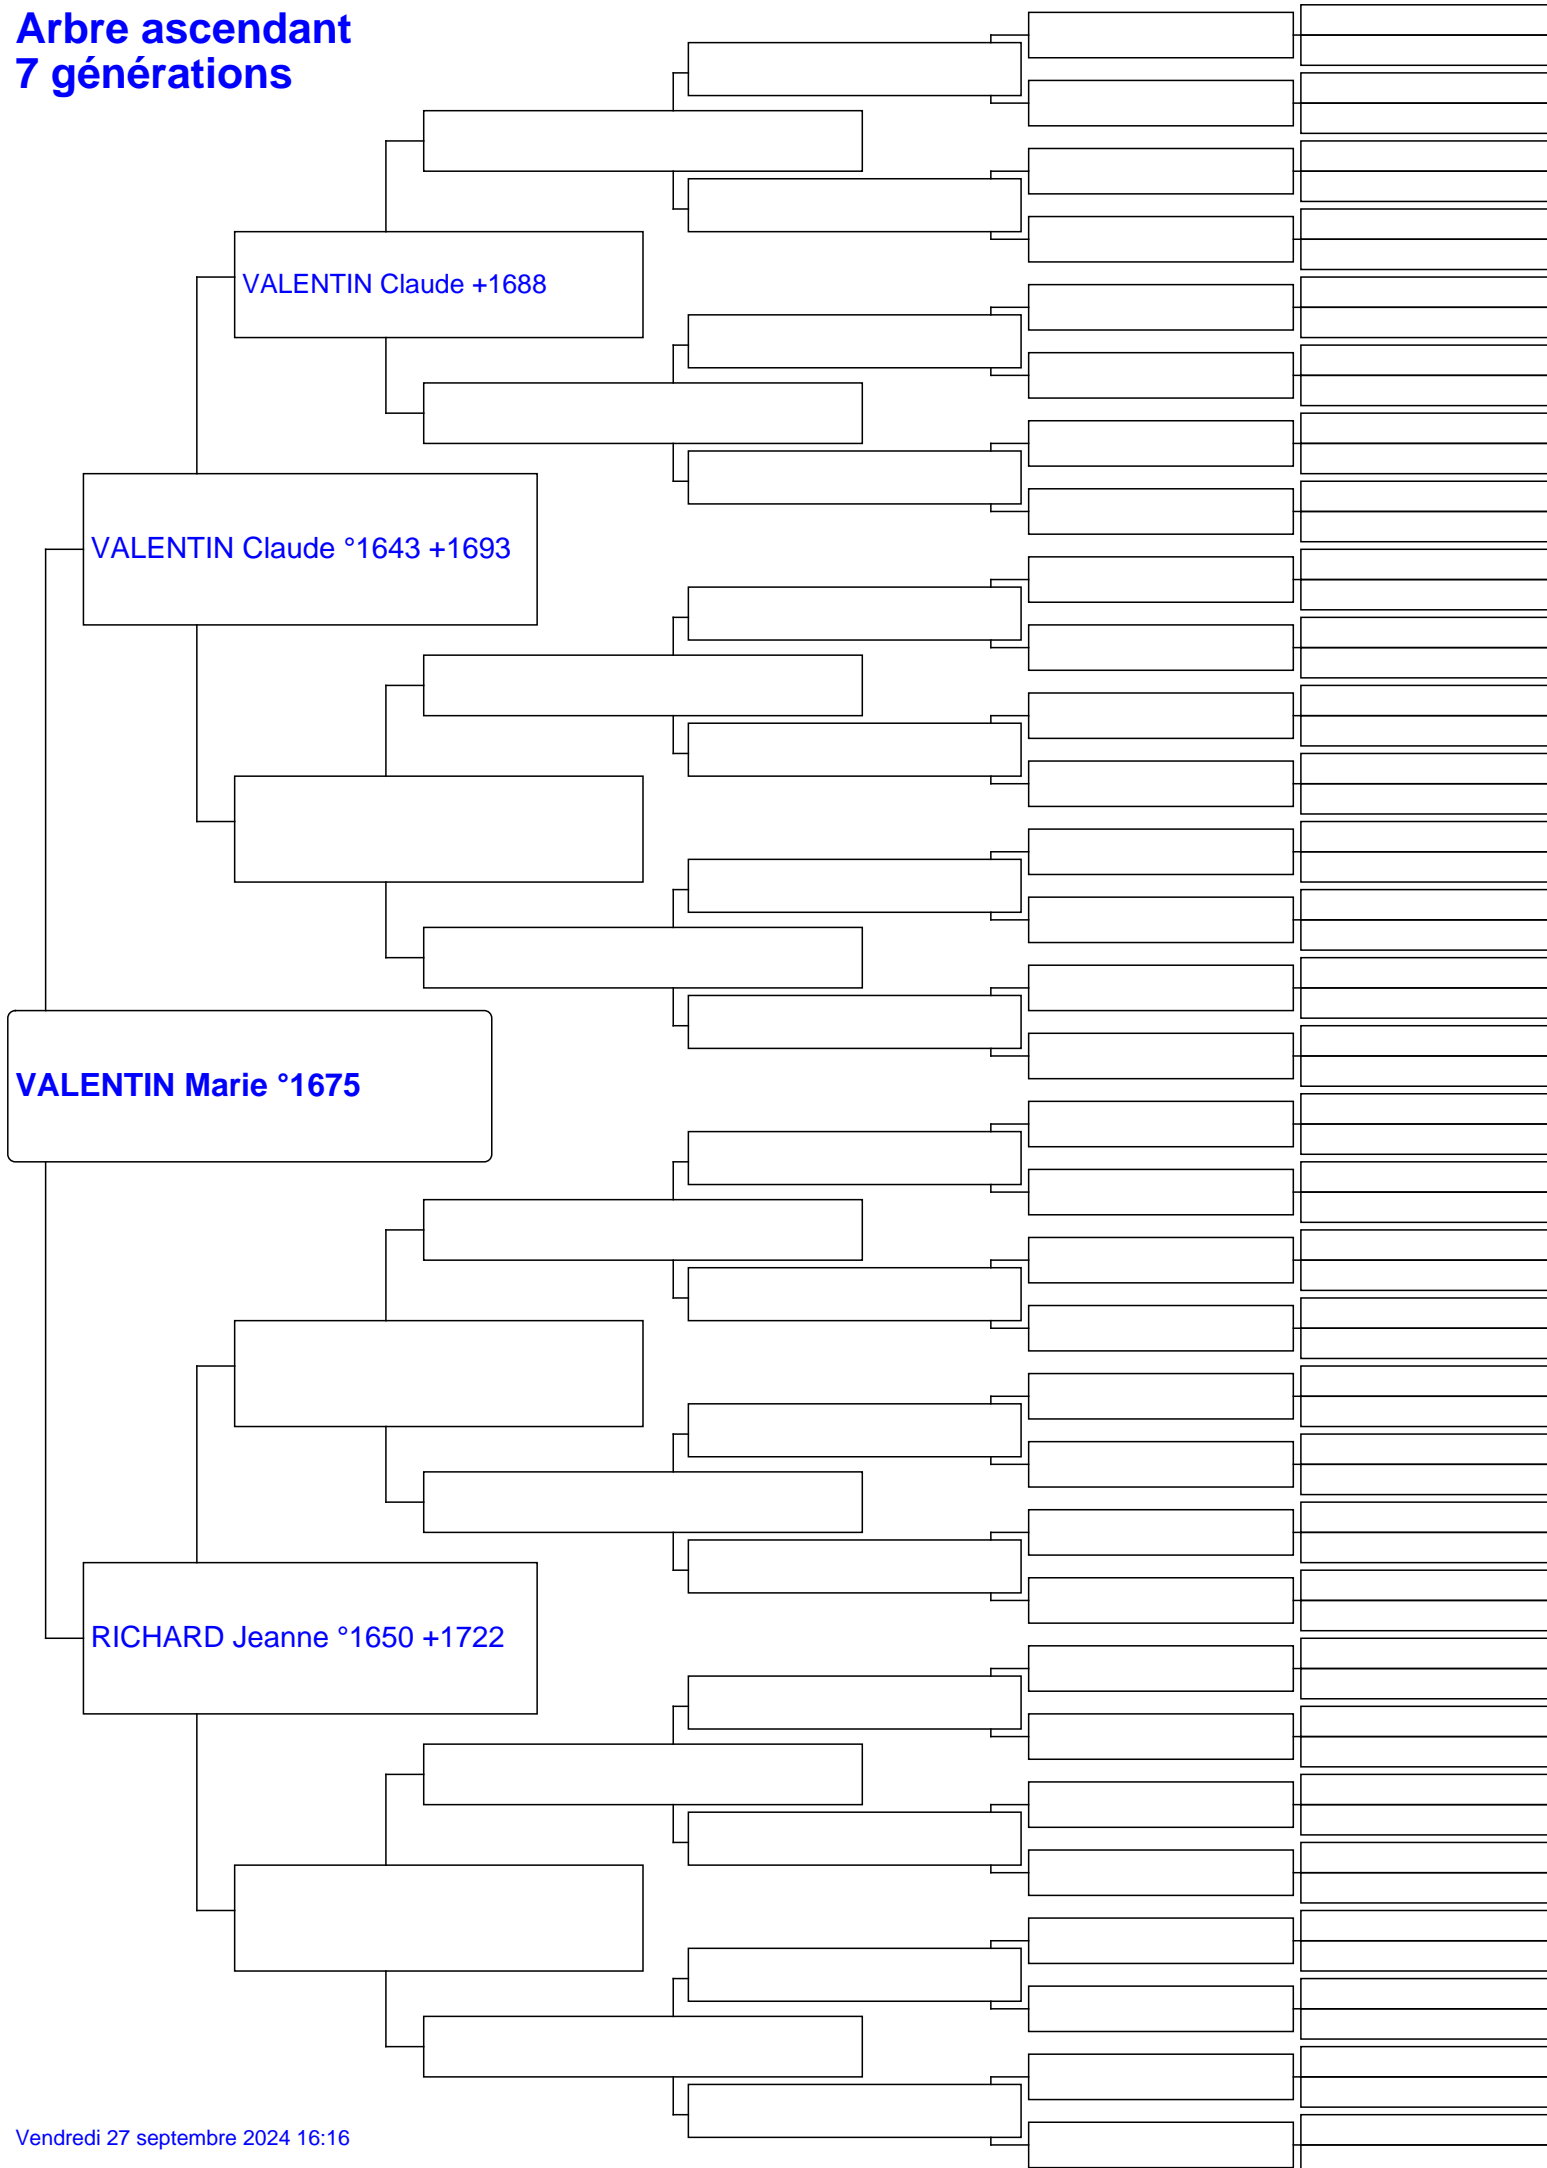 Arbre ascendant
7 générations
VALENTIN Claude +1688
VALENTIN Claude °1643 +1693
VALENTIN Marie °1675
RICHARD Jeanne °1650 +1722
Vendredi 27 septembre 2024 16:16